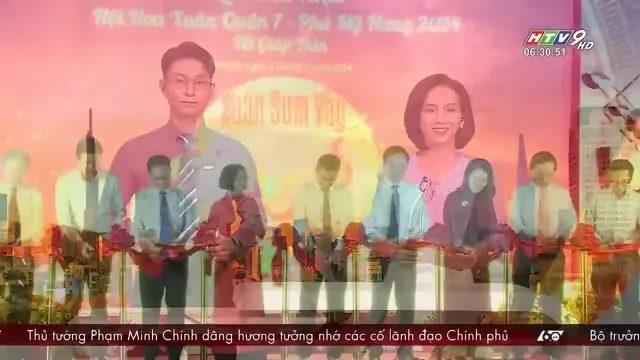 HTV9 HD
06:30:51
Hội Hoa Xuân Quận 7 - Phú Mỹ Hưng 2024
Tết Giáp Thìn
Xuân Sum Vầy
Thủ tướng Phạm Minh Chính dâng hương tưởng nhớ các cố lãnh đạo Chính phủ
60
Bộ trưởn